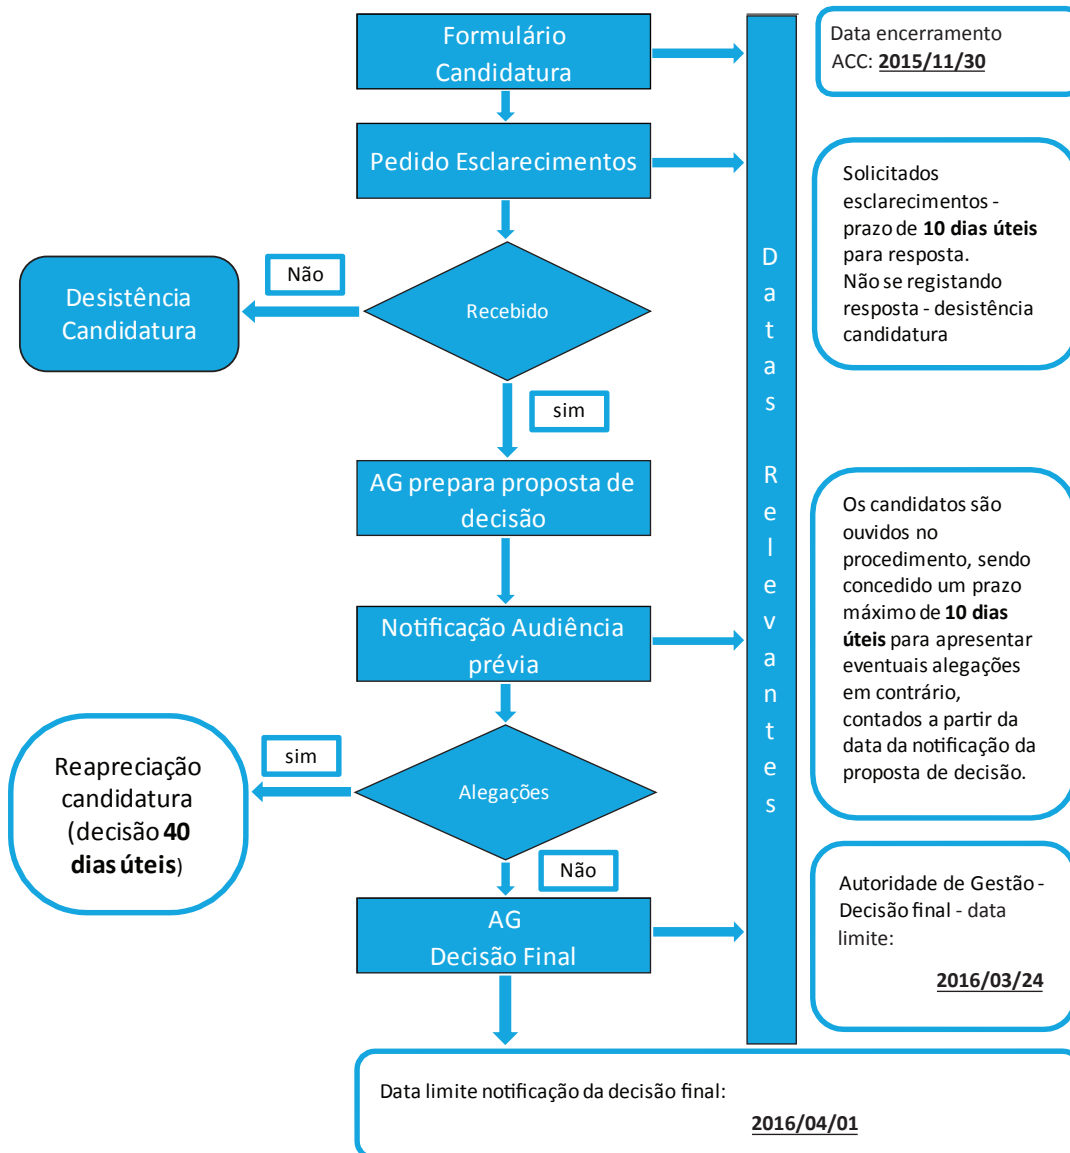 Formulário
Candidatura
Data encerramento
ACC: 2015/11/30
Pedido Esclarecimentos
Solicitados
esclarecimentos -
prazo de 10 dias úteis
para resposta.
Não se registando
resposta - desistência
candidatura
Não
Desistência
Candidatura
Recebido
sim
Datas Relevantes
AG prepara proposta de
decisão
Os candidatos são
ouvidos no
procedimento, sendo
concedido um prazo
máximo de 10 dias
úteis para apresentar
eventuais alegações
em contrário,
contados a partir da
data da notificação da
proposta de decisão.
Notificação Audiência
prévia
sim
Reapreciação
candidatura
(decisão 40
dias úteis)
Alegações
Não
AG
Decisão Final
Autoridade de Gestão -
Decisão final - data
limite:
2016/03/24
Data limite notificação da decisão final:
2016/04/01